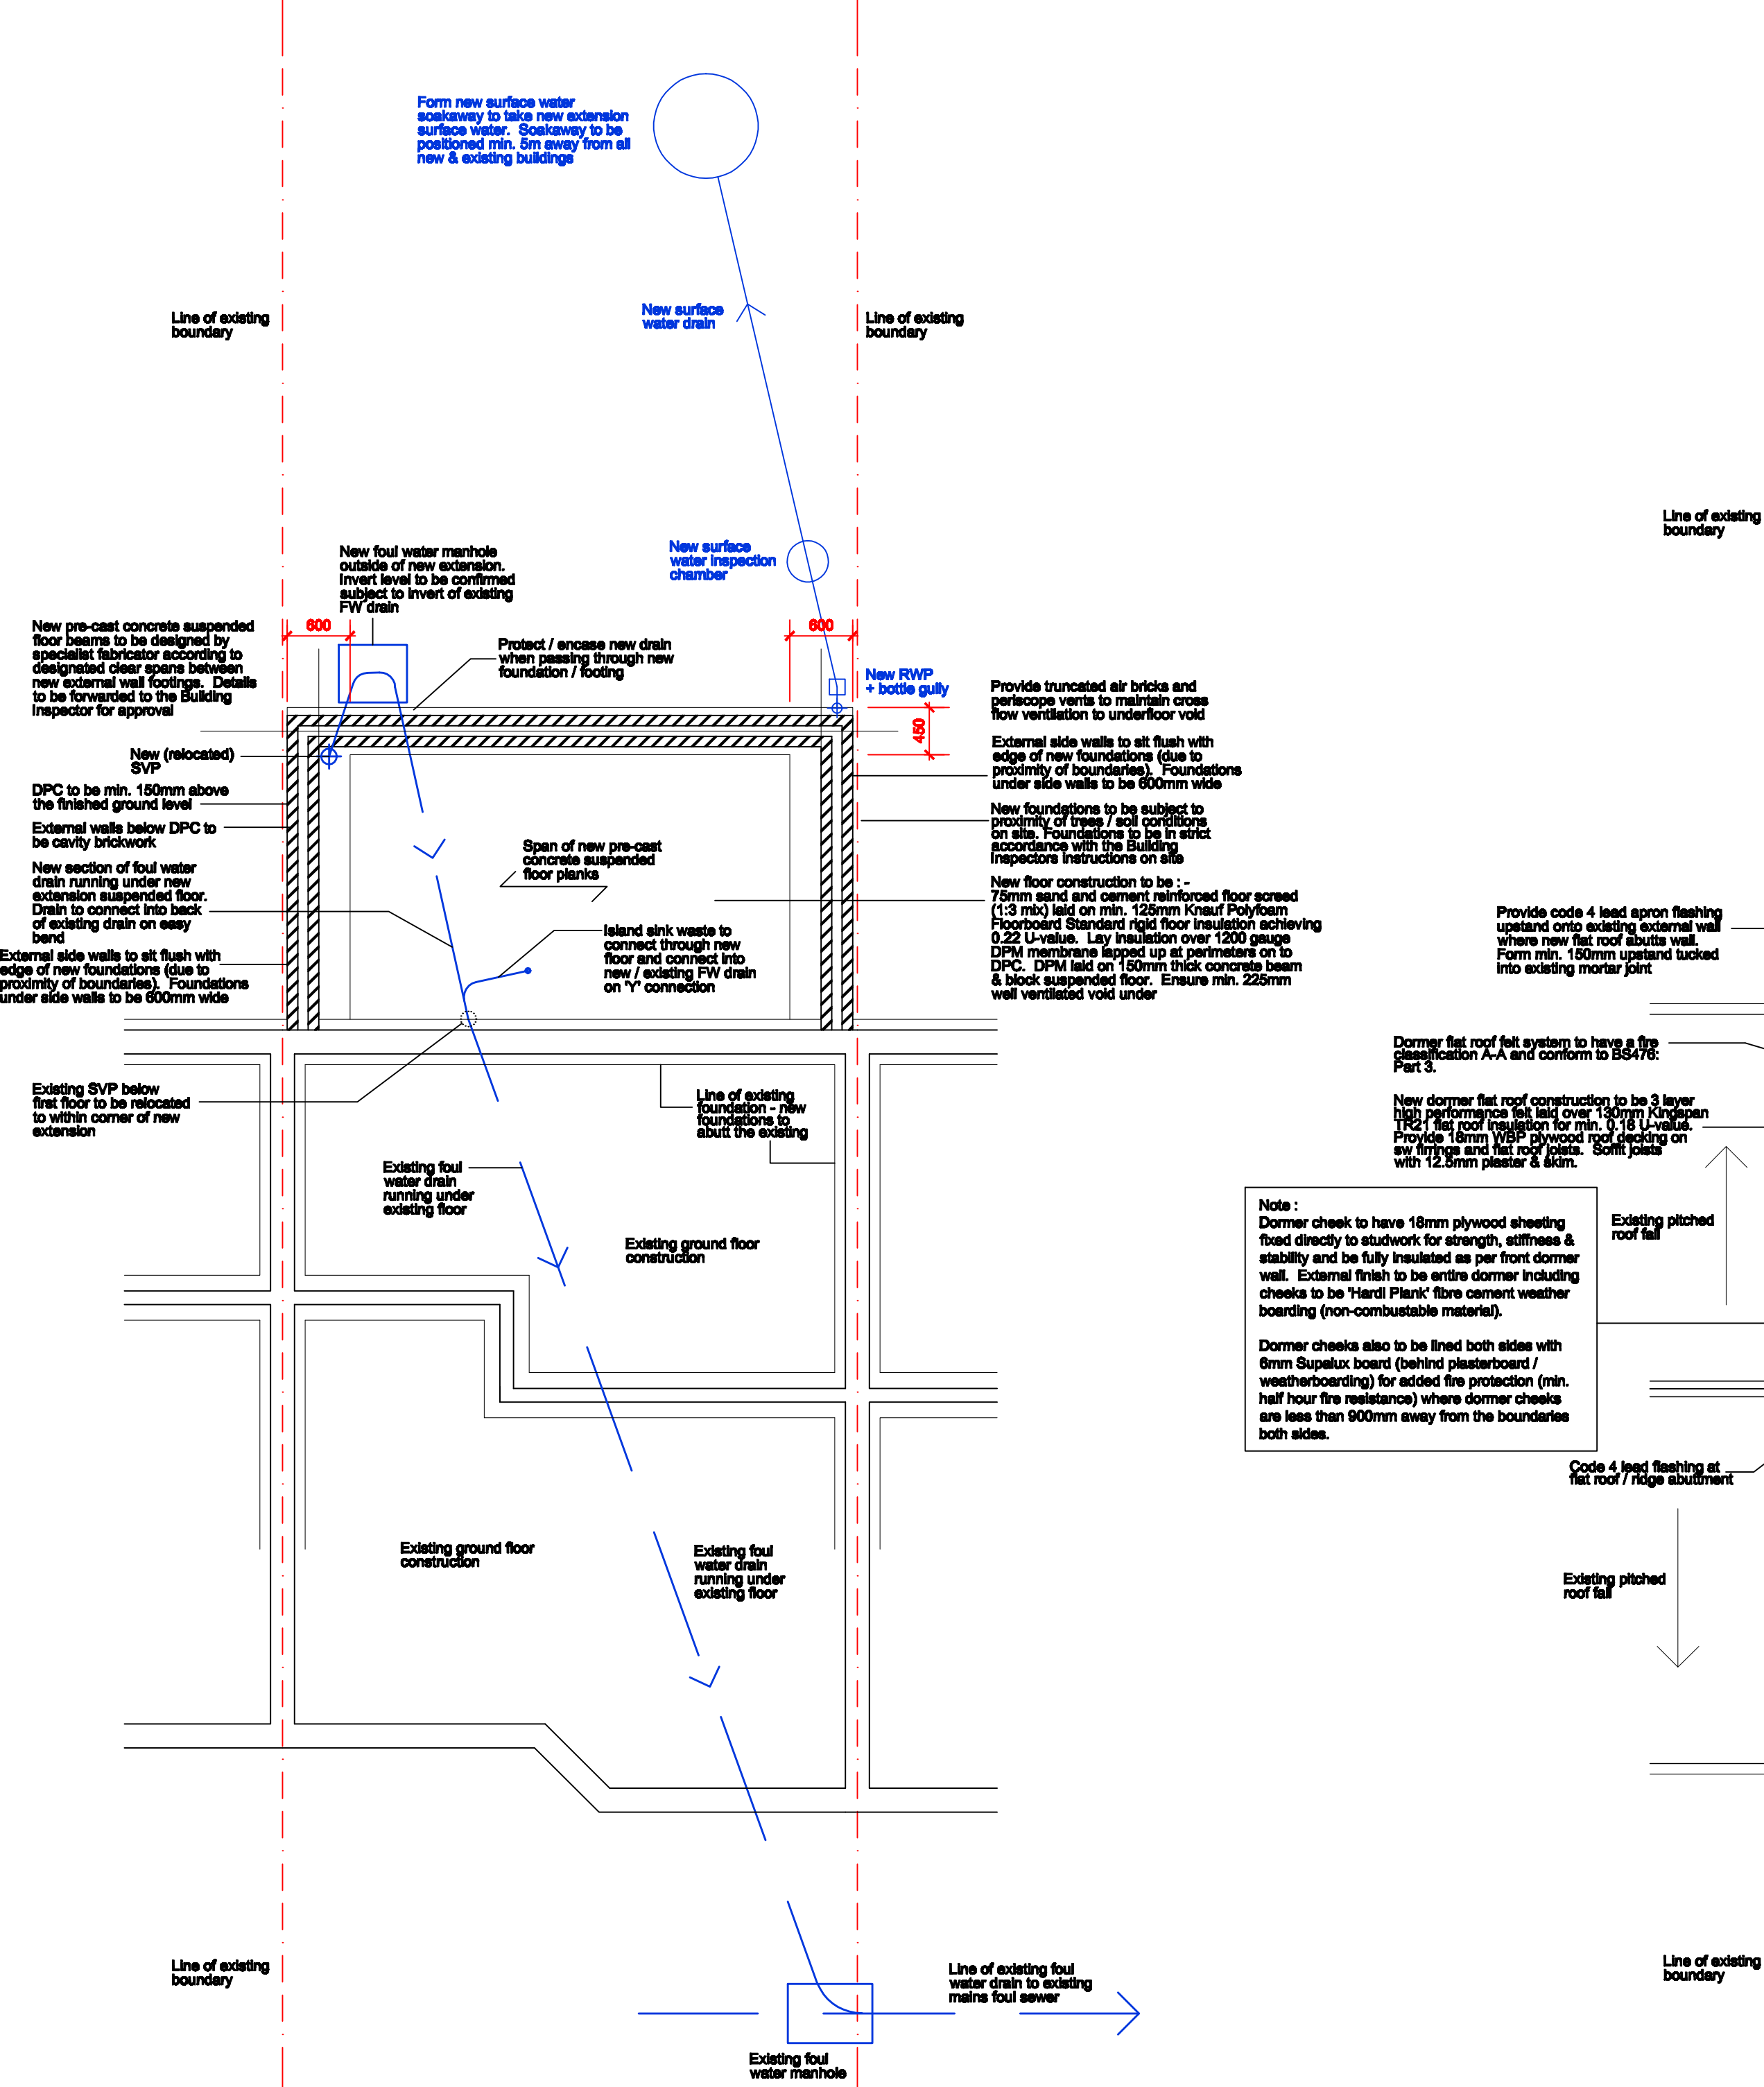 Form new surface water
soakaway to take new extension
surface water.  Soakaway to be
positioned min. 5m away from all
new & existing buildings
Line of existing
boundary
New surface
water drain
Line of existing
boundary
New foul water manhole
outside of new extension.
Invert level to be confirmed
subject to invert of existing
FW drain
New surface
water inspection
chamber
600
600
New pre-cast concrete suspended
floor beams to be designed by
specialist fabricator according to
designated clear spans between
new external wall footings.  Details
to be forwarded to the Building
Inspector for approval
Protect / encase new drain
when passing through new
foundation / footing
New RWP
+ bottle gully
450
New (relocated)
SVP
DPC to be min. 150mm above
the finished ground level
External walls below DPC to
be cavity brickwork
New section of foul water
drain running under new
extension suspended floor.
Drain to connect into back
of existing drain on easy
bend
External side walls to sit flush with
edge of new foundations (due to
proximity of boundaries).  Foundations
under side walls to be 600mm wide
Span of new pre-cast
concrete suspended
floor planks
Island sink waste to
connect through new
floor and connect into
new / existing FW drain
on 'Y' connection
Provide truncated air bricks and
periscope vents to maintain cross
flow ventilation to underfloor void
External side walls to sit flush with
edge of new foundations (due to
proximity of boundaries).  Foundations
under side walls to be 600mm wide
New foundations to be subject to
proximity of trees / soil conditions
on site. Foundations to be in strict
accordance with the Building
Inspectors instructions on site
New floor construction to be : -
75mm sand and cement reinforced floor screed
(1:3 mix) laid on min. 125mm Knauf Polyfoam
Floorboard Standard rigid floor insulation achieving
0.22 U-value.  Lay insulation over 1200 gauge
DPM membrane lapped up at perimeters on to
DPC.  DPM laid on 150mm thick concrete beam
& block suspended floor.  Ensure min. 225mm
well ventilated void under
Existing SVP below
first floor to be relocated
to within corner of new
extension
Line of existing
foundation - new
foundations to
abutt the existing
Existing foul
water drain
running under
existing floor
Existing ground floor
construction
Existing ground floor
construction
Existing foul
water drain
running under
existing floor
Line of existing
boundary
Line of existing foul
water drain to existing
mains foul sewer
Existing foul
water manhole
Line of existing
boundary
Provide code 4 lead apron flashing
upstand onto existing external wall
where new flat roof abutts wall.
Form min. 150mm upstand tucked
into existing mortar joint
Dormer flat roof felt system to have a fire
classification A-A and conform to BS476:
Part 3.
New dormer flat roof construction to be 3 layer
high performance felt laid over 130mm Kingspan
TR21 flat roof insulation for min. 0.18 U-value.
Provide 18mm WBP plywood roof decking on
sw firrings and flat roof joists.  Soffit joists
with 12.5mm plaster & skim.
Note :
Dormer cheek to have 18mm plywood sheeting
fixed directly to studwork for strength, stiffness &
stability and be fully insulated as per front dormer
wall.  External finish to be entire dormer including
cheeks to be 'Hardi Plank' fibre cement weather
boarding (non-combustable material).
Dormer cheeks also to be lined both sides with
6mm Supalux board (behind plasterboard /
weatherboarding) for added fire protection (min.
half hour fire resistance) where dormer cheeks
are less than 900mm away from the boundaries
both sides.
Existing pitched
roof fall
Code 4 lead flashing at
flat roof / ridge abuttment
Existing pitched
roof fall
Line of existing
boundary